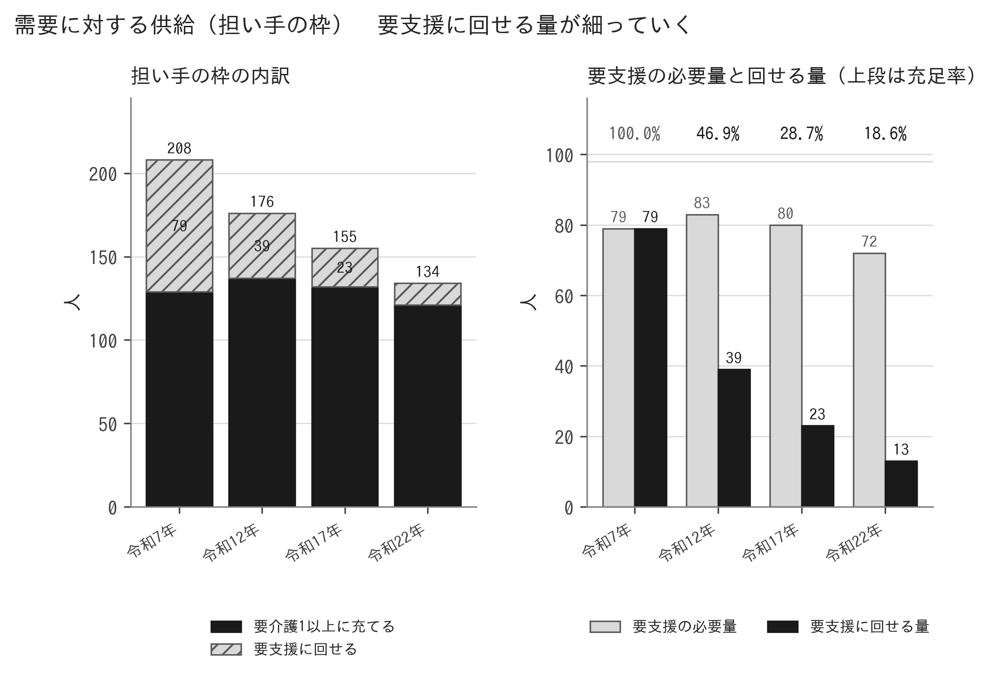 需要に対する供給（担い手の枠）　要支援に回せる量が細っていく
担い手の枠の内訳
人
200
150
100
50
0
208
176
155
134
79
39
23
令和7年
令和12年
令和17年
令和22年
要介護1以上に充てる
要支援に回せる
要支援の必要量と回せる量（上段は充足率）
人
100
80
60
40
20
0
100.0%
46.9%
28.7%
18.6%
79
79
83
39
80
23
72
13
令和7年
令和12年
令和17年
令和22年
要支援の必要量
要支援に回せる量